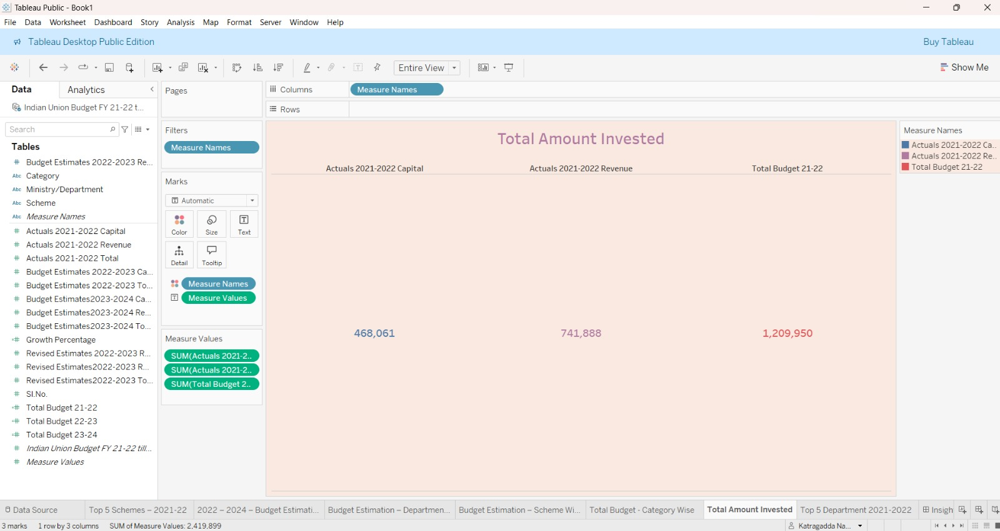 Tableau Public - Book1
File Data Worksheet Dashboard Story Analysis Map Format Server Window Help
Tableau Desktop Public Edition
Buy Tableau
Entire View
Show Me
Data
Analytics
Indian Union Budget FY 21-22 t...
Search
Tables
Budget Estimates 2022-2023 Re...
Abc Category
Abc Ministry/Department
Abc Scheme
Abc Measure Names
Actuals 2021-2022 Capital
Actuals 2021-2022 Revenue
Actuals 2021-2022 Total
Budget Estimates 2022-2023 Ca...
Budget Estimates 2022-2023 To...
Budget Estimates2023-2024 Ca...
Budget Estimates2023-2024 Re...
Budget Estimates2023-2024 To...
Growth Percentage
Revised Estimates 2022-2023 R...
Revised Estimates2022-2023 R...
Revised Estimates2022-2023 To...
Sl.No.
Total Budget 21-22
Total Budget 22-23
Total Budget 23-24
Indian Union Budget FY 21-22 till...
Measure Values
Pages
Filters
Measure Names
Marks
Automatic
Color
Size
Text
Detail
Tooltip
Measure Names
Measure Values
Measure Values
SUM(Actuals 2021-2..
SUM(Actuals 2021-2..
SUM(Total Budget 2..
Columns
Measure Names
Rows
Total Amount Invested
Actuals 2021-2022 Capital
Actuals 2021-2022 Revenue
Total Budget 21-22
468,061
741,888
1,209,950
Measure Names
Actuals 2021-2022 Ca..
Actuals 2021-2022 Re..
Total Budget 21-22
Data Source
Top 5 Schemes – 2021-22
2022 – 2024 – Budget Estimati...
Budget Estimation – Departmen...
Budget Estimation – Scheme Wi...
Total Budget - Category Wise
Total Amount Invested
Top 5 Department 2021-2022
Insigh
3 marks
1 row by 3 columns
SUM of Measure Values: 2,419,899
Katragadda Na...